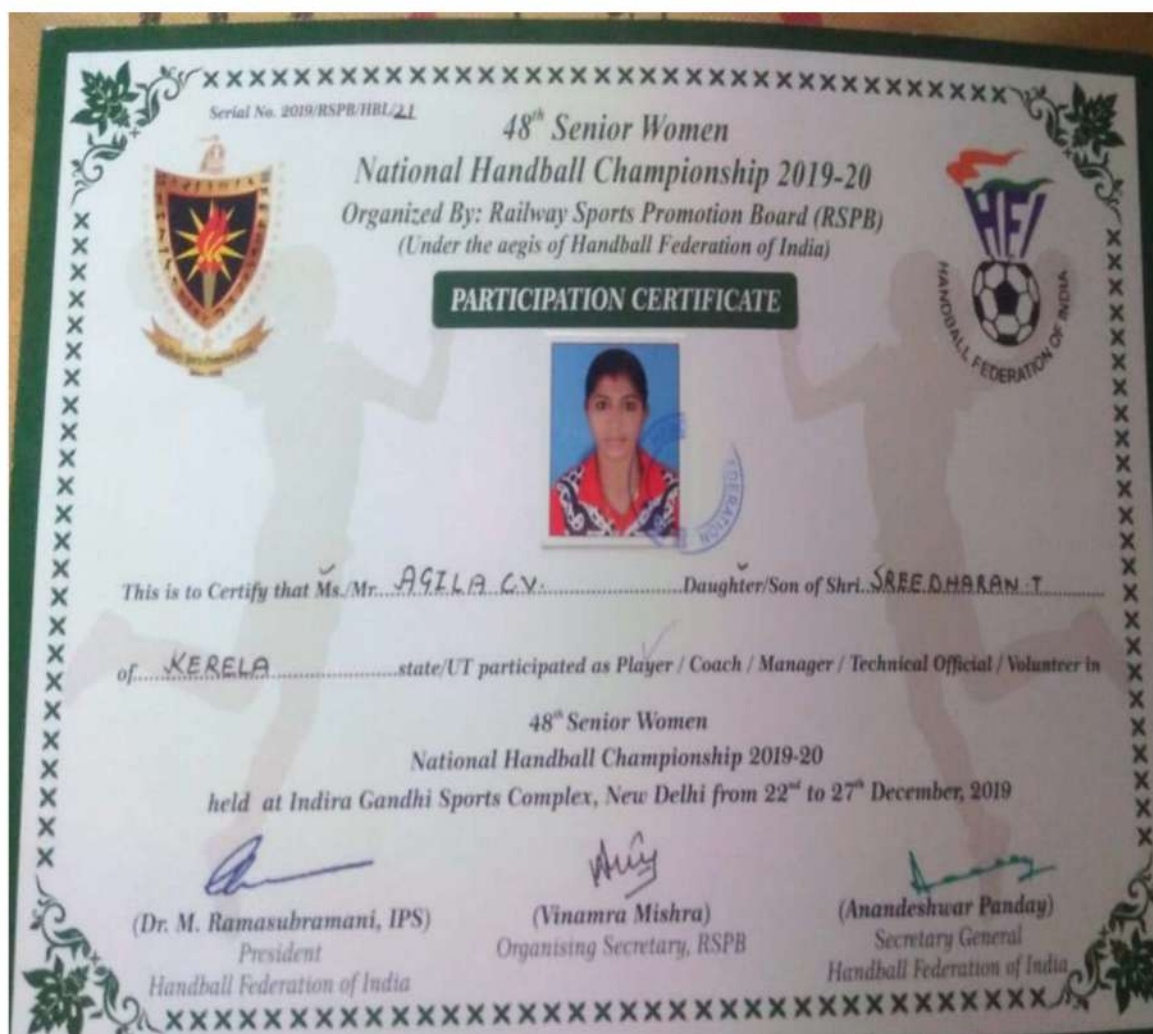 Serial No. 2019/RSPB/HBL/21
48th Senior Women
National Handball Championship 2019-20
Organized By: Railway Sports Promotion Board (RSPB)
(Under the aegis of Handball Federation of India)
HFI
HANDBALL FEDERATION OF INDIA
PARTICIPATION CERTIFICATE
This is to Certify that Ms./Mr. AGILA C.V. Daughter/Son of Shri. SREEDHARAN.T
of KERELA state/UT participated as Player / Coach / Manager / Technical Official / Volunteer in
48th Senior Women
National Handball Championship 2019-20
held at Indira Gandhi Sports Complex, New Delhi from 22nd to 27th December, 2019
(Dr. M. Ramasubramani, IPS)
President
Handball Federation of India
(Vinamra Mishra)
Organising Secretary, RSPB
(Anandeshwar Panday)
Secretary General
Handball Federation of India